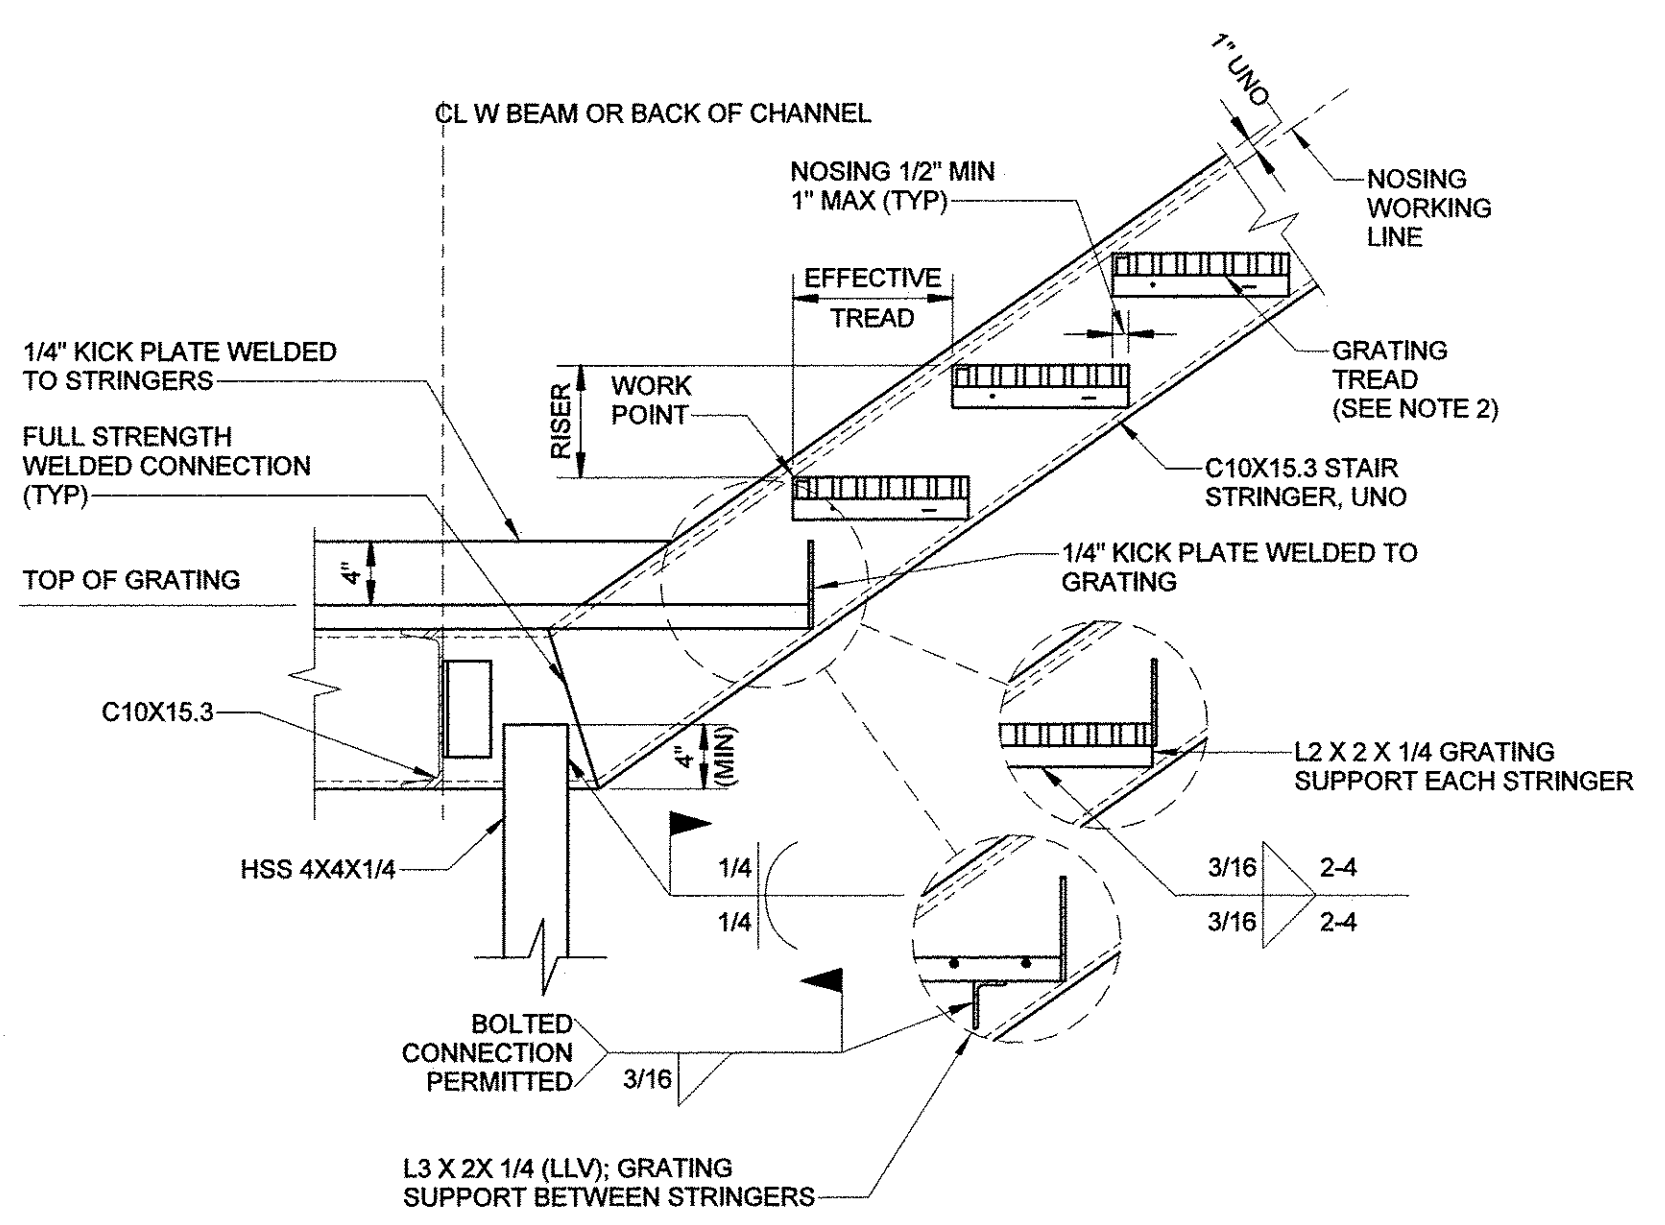 1" UNO
CL W BEAM OR BACK OF CHANNEL
NOSING 1/2" MIN
1" MAX (TYP)
NOSING
WORKING
LINE
EFFECTIVE
TREAD
1/4" KICK PLATE WELDED
TO STRINGERS
RISER
WORK
POINT
GRATING
TREAD
(SEE NOTE 2)
FULL STRENGTH
WELDED CONNECTION
(TYP)
C10X15.3 STAIR
STRINGER, UNO
1/4" KICK PLATE WELDED TO
GRATING
4"
TOP OF GRATING
C10X15.3
4"
(MIN)
L2 X 2 X 1/4 GRATING
SUPPORT EACH STRINGER
HSS 4X4X1/4
1/4
1/4
3/16
2-4
3/16
2-4
BOLTED
CONNECTION
PERMITTED
3/16
L3 X 2X 1/4 (LLV); GRATING
SUPPORT BETWEEN STRINGERS